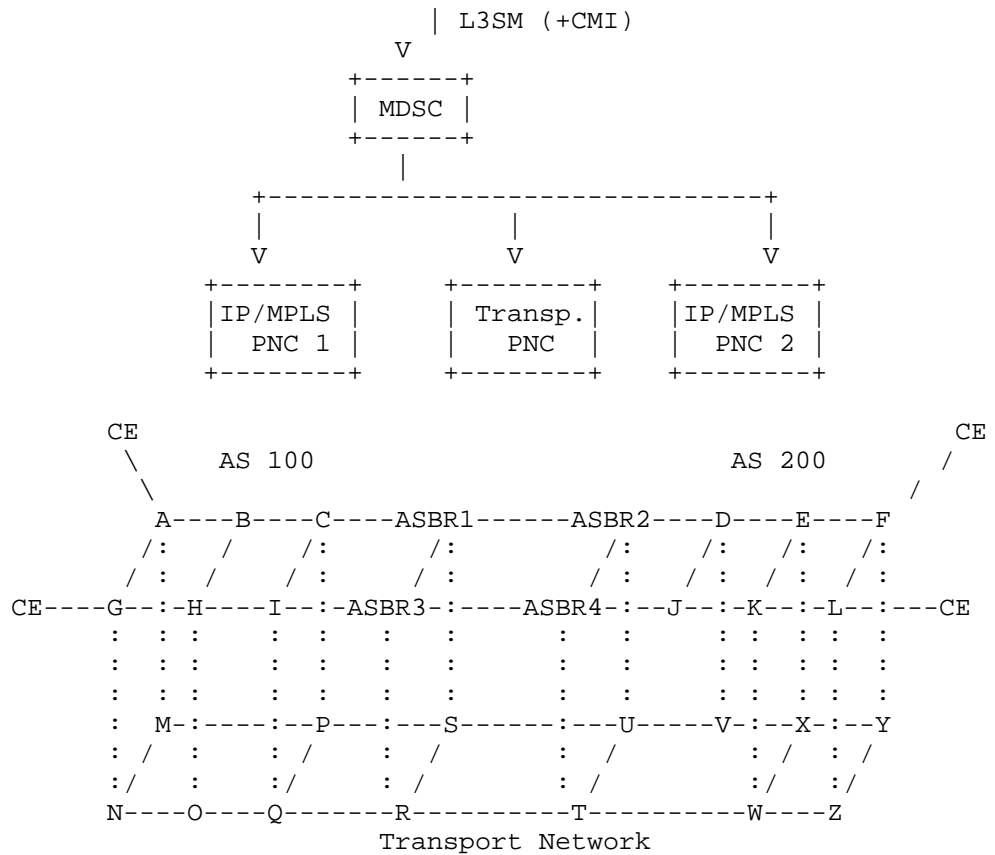 | L3SM (+CMI)
V
+------+
| MDSC |
+------+
|
+-------------------------------+
| | |
V V V
+--------+ +--------+ +--------+
|IP/MPLS | | Transp.| |IP/MPLS |
| PNC 1 | | PNC | | PNC 2 |
+--------+ +--------+ +--------+
CE CE
\ AS 100 AS 200 /
\ /
A----B----C----ASBR1------ASBR2----D----E----F
/: / /: /: /: /: /: /:
/ : / / : / : / : / : / : / :
CE----G--:-H----I--:-ASBR3-:----ASBR4-:--J--:-K--:-L--:---CE
: : : : : : : : : : : : : :
: : : : : : : : : : : : : :
: : : : : : : : : : : : : :
: M-:----:--P---:---S------:---U-----V-:--X-:--Y
: / : : / : / : / : / : /
:/ : :/ : / : / :/ :/
N----O----Q-------R----------T----------W----Z
Transport Network